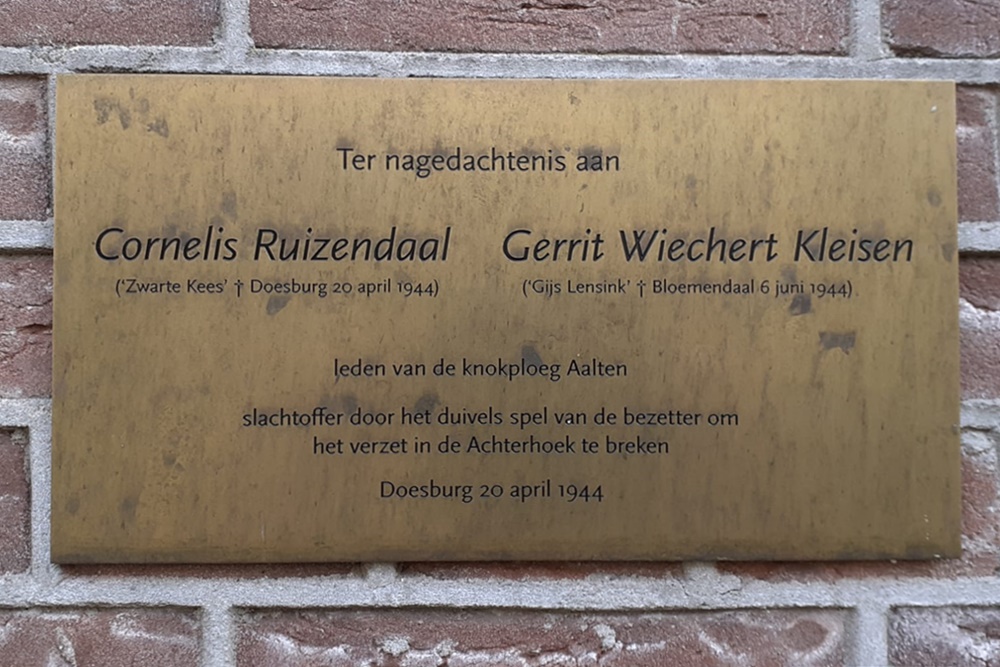 Ter nagedachtenis aan
Cornelis Ruizendaal
('Zwarte Kees' † Doesburg 20 april 1944)
Gerrit Wiechert Kleisen
('Gijs Lensink' † Bloemendaal 6 juni 1944)
leden van de knokploeg Aalten
slachtoffer door het duivels spel van de bezetter om
het verzet in de Achterhoek te breken
Doesburg 20 april 1944